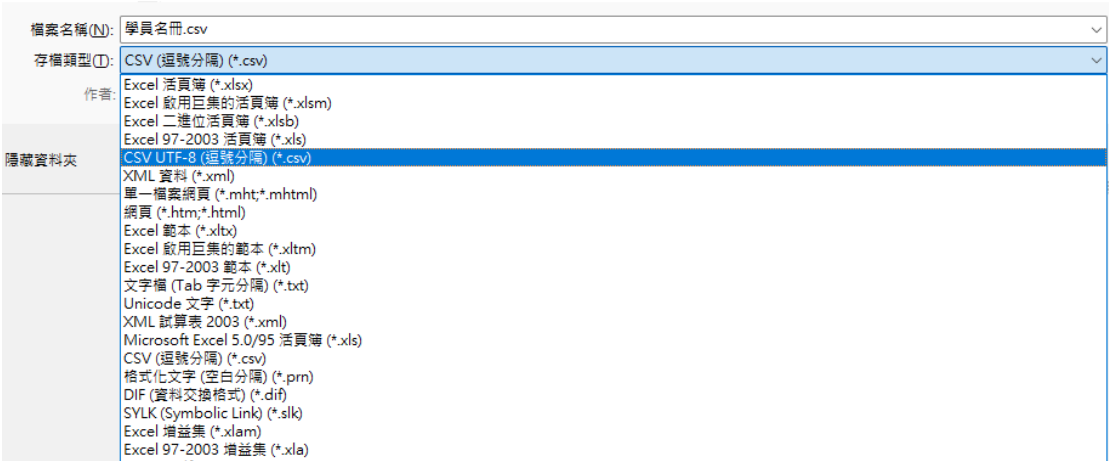 檔案名稱(N): 學員名冊.csv
存檔類型(T): CSV (逗號分隔) (*.csv)
作者:
Excel 活頁簿 (*.xlsx)
Excel 啟用巨集的活頁簿 (*.xlsm)
Excel 二進位活頁簿 (*.xlsb)
Excel 97-2003 活頁簿 (*.xls)
隱藏資料夾
CSV UTF-8 (逗號分隔) (*.csv)
XML 資料 (*.xml)
單一檔案網頁 (*.mht;*.mhtml)
網頁 (*.htm;*.html)
Excel 範本 (*.xltx)
Excel 啟用巨集的範本 (*.xltm)
Excel 97-2003 範本 (*.xlt)
文字檔 (Tab 字元分隔) (*.txt)
Unicode 文字 (*.txt)
XML 試算表 2003 (*.xml)
Microsoft Excel 5.0/95 活頁簿 (*.xls)
CSV (逗號分隔) (*.csv)
格式化文字 (空白分隔) (*.prn)
DIF (資料交換格式) (*.dif)
SYLK (Symbolic Link) (*.slk)
Excel 增益集 (*.xlam)
Excel 97-2003 增益集 (*.xla)